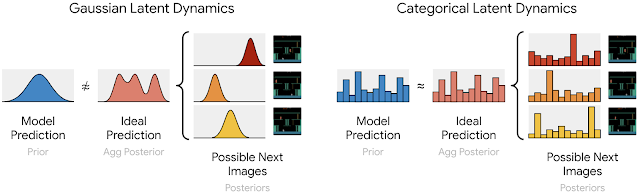 Gaussian Latent Dynamics
Categorical Latent Dynamics
≠
≈
Model
Prediction
Prior
Ideal
Prediction
Agg Posterior
Possible Next
Images
Posteriors
Model
Prediction
Prior
Ideal
Prediction
Agg Posterior
Possible Next
Images
Posteriors